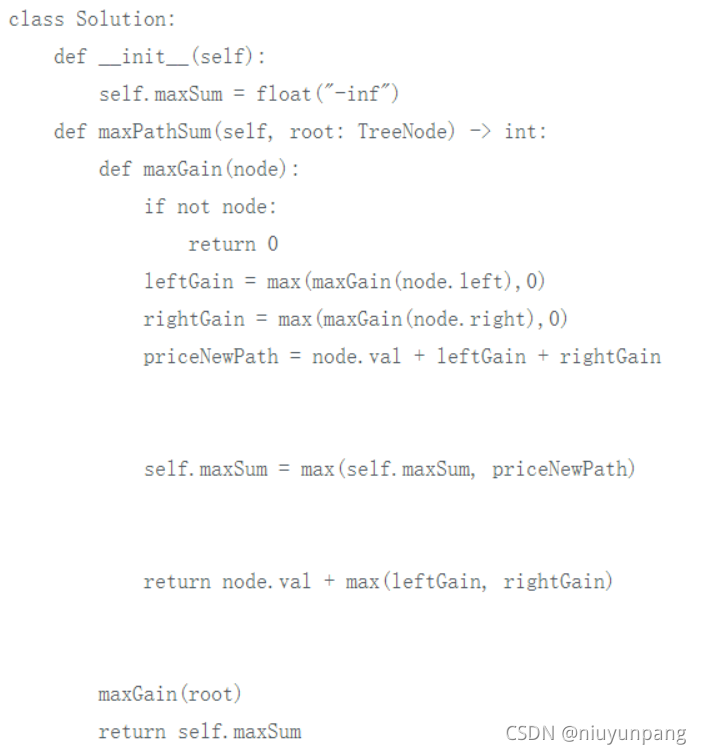 class Solution:
    def __init__(self):
        self.maxSum = float("-inf")
    def maxPathSum(self, root: TreeNode) -> int:
        def maxGain(node):
            if not node:
                return 0
            leftGain = max(maxGain(node.left),0)
            rightGain = max(maxGain(node.right),0)
            priceNewPath = node.val + leftGain + rightGain
            self.maxSum = max(self.maxSum, priceNewPath)
            return node.val + max(leftGain, rightGain)
        maxGain(root)
        return self.maxSum
CSDN @niuyunpang